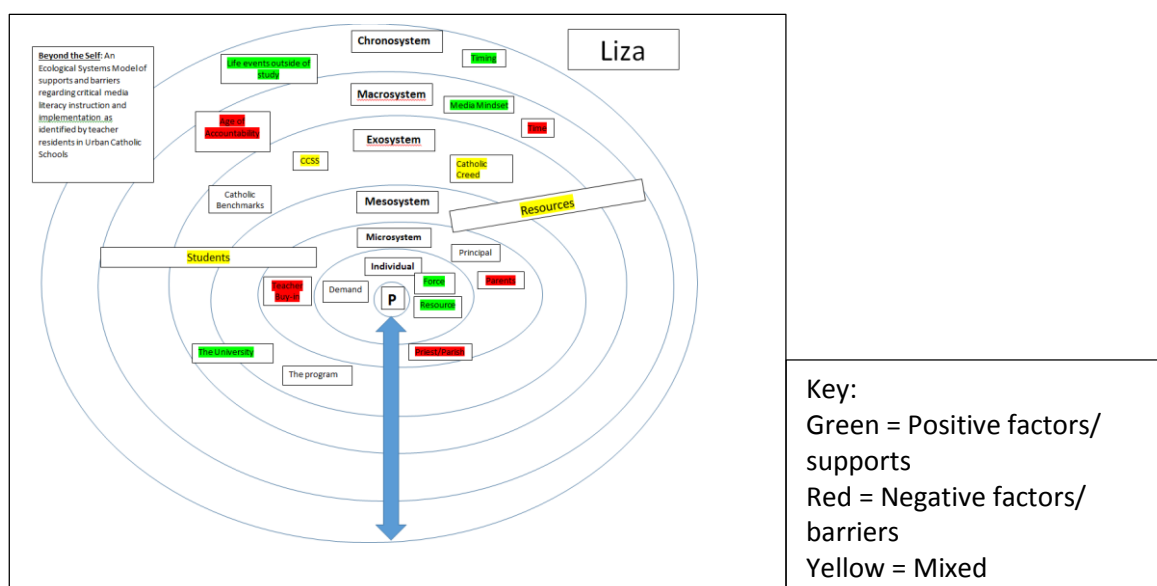 Chronosystem
Liza
Beyond the Self: An
Ecological Systems Model of
supports and barriers
regarding critical media
literacy instruction and
implementation as
identified by teacher
residents in Urban Catholic
Schools
Life events outside of
study
Timing
Macrosystem
Media Mindset
Age of
Accountability
Time
Exosystem
CCSS
Catholic
Creed
Catholic
Benchmarks
Mesosystem
Resources
Microsystem
Students
Principal
Individual
Teacher
Buy-In
Demand
P
Force
Parents
Resource
The University
Priest/Parish
The program
Key:
Green = Positive factors/
supports
Red = Negative factors/
barriers
Yellow = Mixed